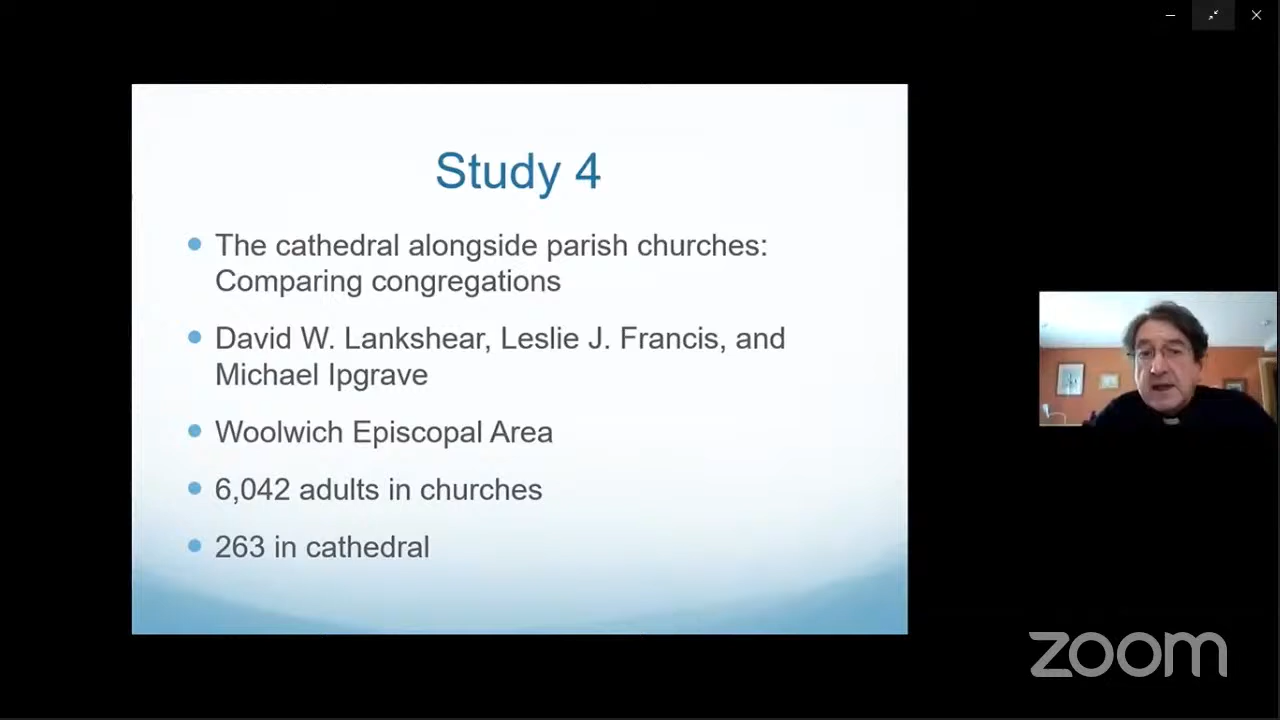 Study 4
The cathedral alongside parish churches:
Comparing congregations
David W. Lankshear, Leslie J. Francis, and
Michael Ipgrave
Woolwich Episcopal Area
6,042 adults in churches
263 in cathedral
zoom